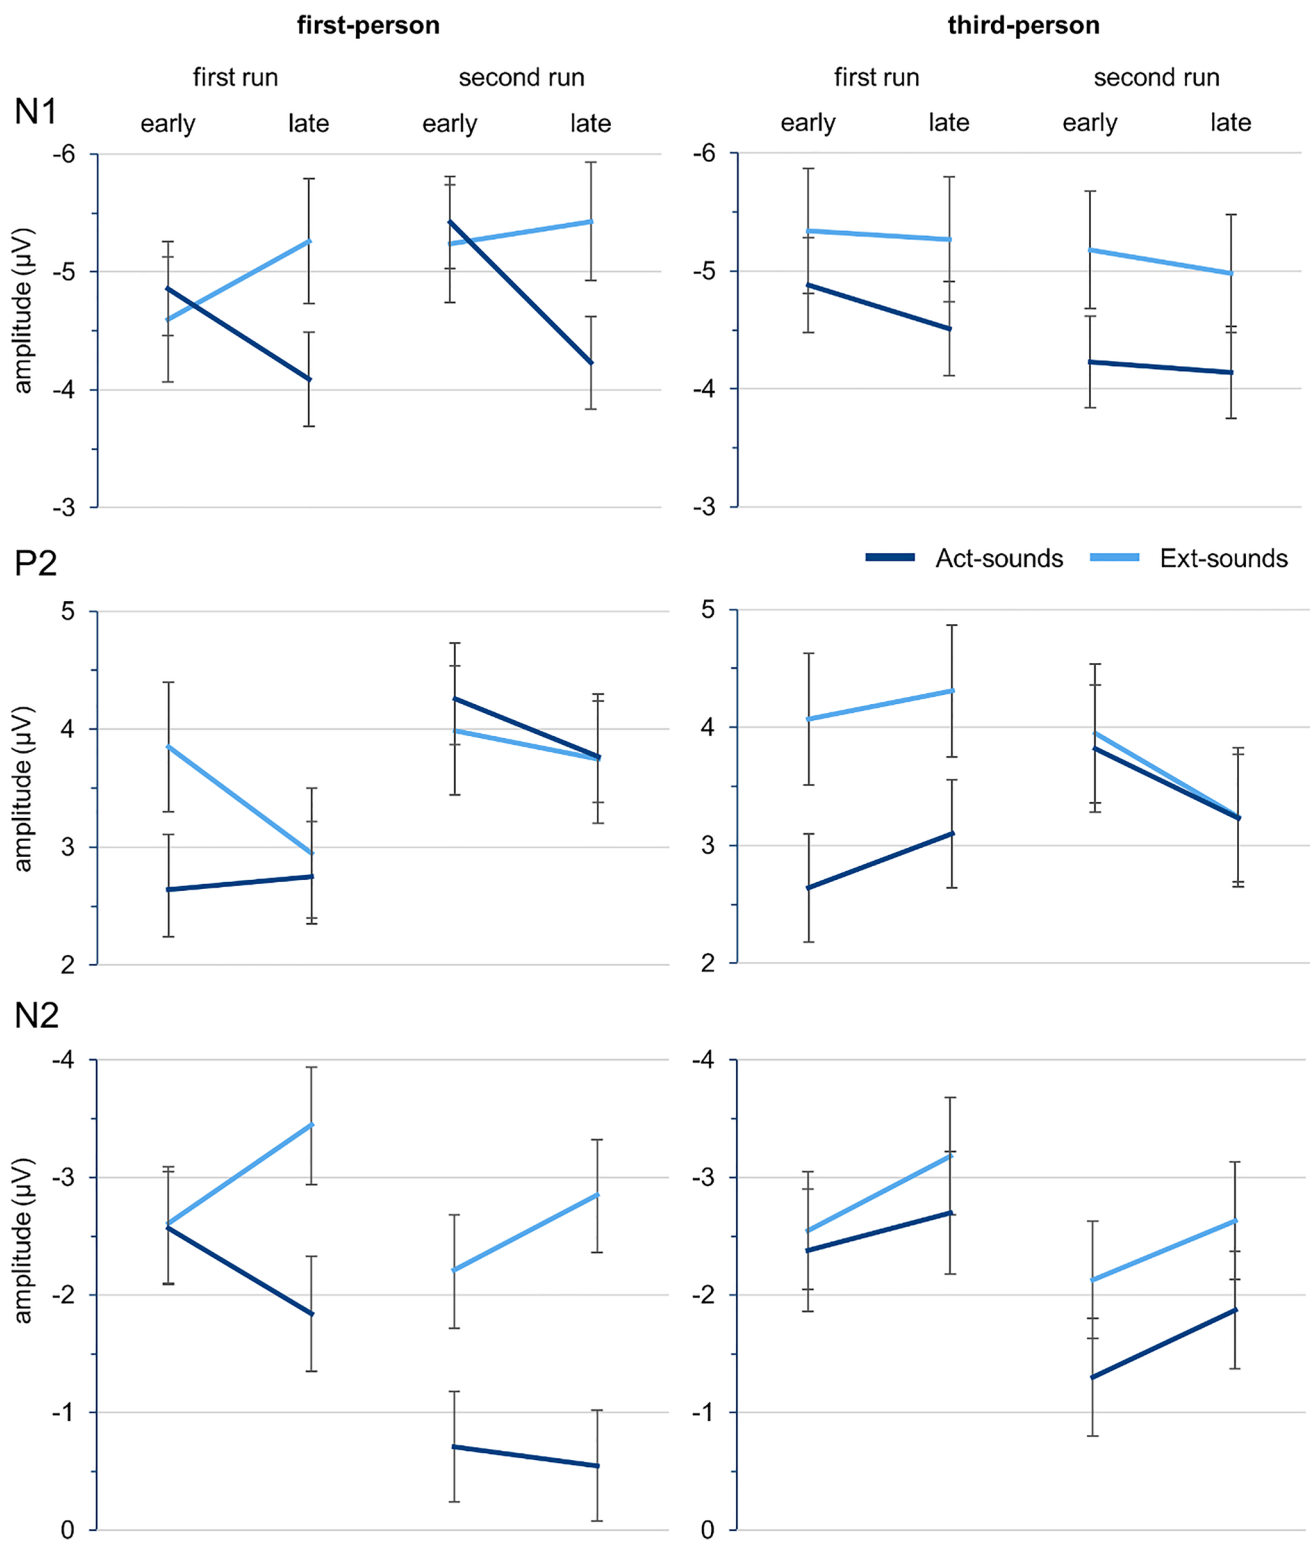 first-person third-person
first run second run first run second run
N1
early late early late early late early late
-6 -6
-5 -5
amplitude (µV)
-4 -4
-3 -3
P2
Act-sounds Ext-sounds
5 5
4 4
amplitude (µV)
3 3
2 2
N2
-4 -4
-3 -3
amplitude (µV)
-2 -2
-1 -1
0 0